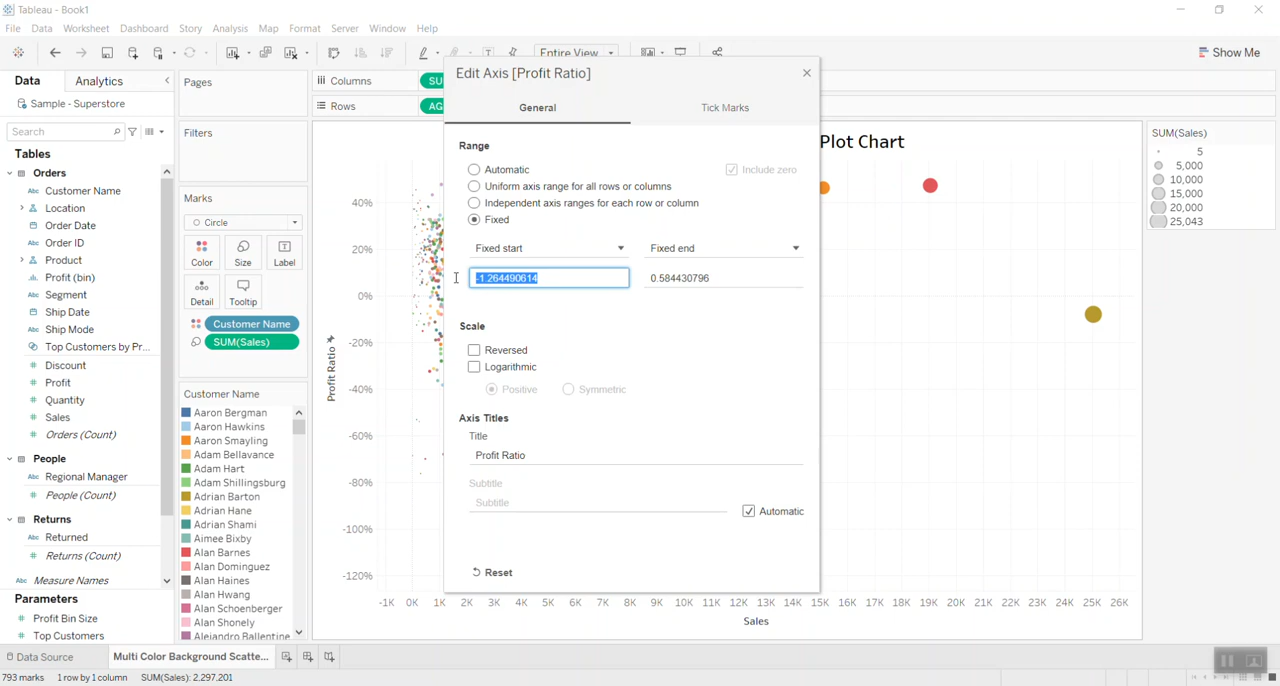 Tableau - Book1
File Data Worksheet Dashboard Story Analysis Map Format Server Window Help
Entire View
Show Me
Data Analytics
Sample - Superstore
Search
Tables
Orders
Abc Customer Name
Location
Order Date
Abc Order ID
Product
Profit (bin)
Abc Segment
Ship Date
Abc Ship Mode
Top Customers by Pr...
# Discount
# Profit
# Quantity
# Sales
# Orders (Count)
People
Abc Regional Manager
# People (Count)
Returns
Abc Returned
# Returns (Count)
Abc Measure Names
Parameters
# Profit Bin Size
# Top Customers
Pages
Filters
Marks
Circle
Color Size Label
Detail Tooltip
Customer Name
SUM(Sales)
Customer Name
Aaron Bergman
Aaron Hawkins
Aaron Smayling
Adam Bellavance
Adam Hart
Adam Shillingsburg
Adrian Barton
Adrian Hane
Adrian Shami
Aimee Bixby
Alan Barnes
Alan Dominguez
Alan Haines
Alan Hwang
Alan Schoenberger
Alan Shonely
Alejandro Ballentine
Columns SU
Rows AG
Plot Chart
40%
20%
0%
-20%
-40%
-60%
-80%
-100%
-120%
Profit Ratio
-1K 0K 1K 2K 3K 4K 5K 6K 7K 8K 9K 10K 11K 12K 13K 14K 15K 16K 17K 18K 19K 20K 21K 22K 23K 24K 25K 26K
Sales
Edit Axis [Profit Ratio]
General Tick Marks
Range
Automatic
Include zero
Uniform axis range for all rows or columns
Independent axis ranges for each row or column
Fixed
Fixed start Fixed end
-1.264490614 0.584430796
Scale
Reversed
Logarithmic
Positive Symmetric
Axis Titles
Title
Profit Ratio
Subtitle
Subtitle
Automatic
Reset
SUM(Sales)
5
5,000
10,000
15,000
20,000
25,043
Data Source Multi Color Background Scatte...
793 marks 1 row by 1 column SUM(Sales): 2,297,201